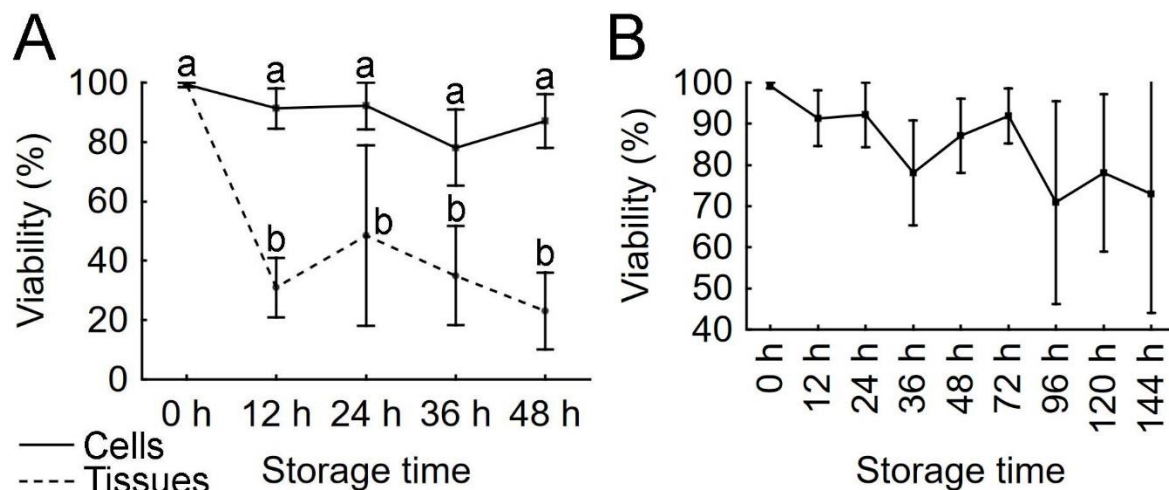 A
Viability (%)
100
80
60
40
20
0
a
a
a
a
a
b
b
b
b
0 h
12 h
24 h
36 h
48 h
Storage time
Cells
Tissues
B
Viability (%)
100
90
80
70
60
50
40
0 h
12 h
24 h
36 h
48 h
72 h
96 h
120 h
144 h
Storage time